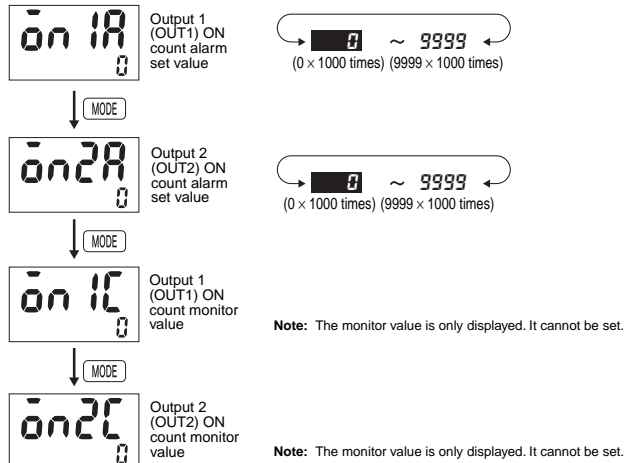 on 1A
0
Output 1
(OUT1) ON
count alarm
set value
0 ~ 9999
(0 × 1000 times) (9999 × 1000 times)
MODE
on2A
0
Output 2
(OUT2) ON
count alarm
set value
0 ~ 9999
(0 × 1000 times) (9999 × 1000 times)
MODE
on 1C
0
Output 1
(OUT1) ON
count monitor
value
Note: The monitor value is only displayed. It cannot be set.
MODE
on2C
0
Output 2
(OUT2) ON
count monitor
value
Note: The monitor value is only displayed. It cannot be set.